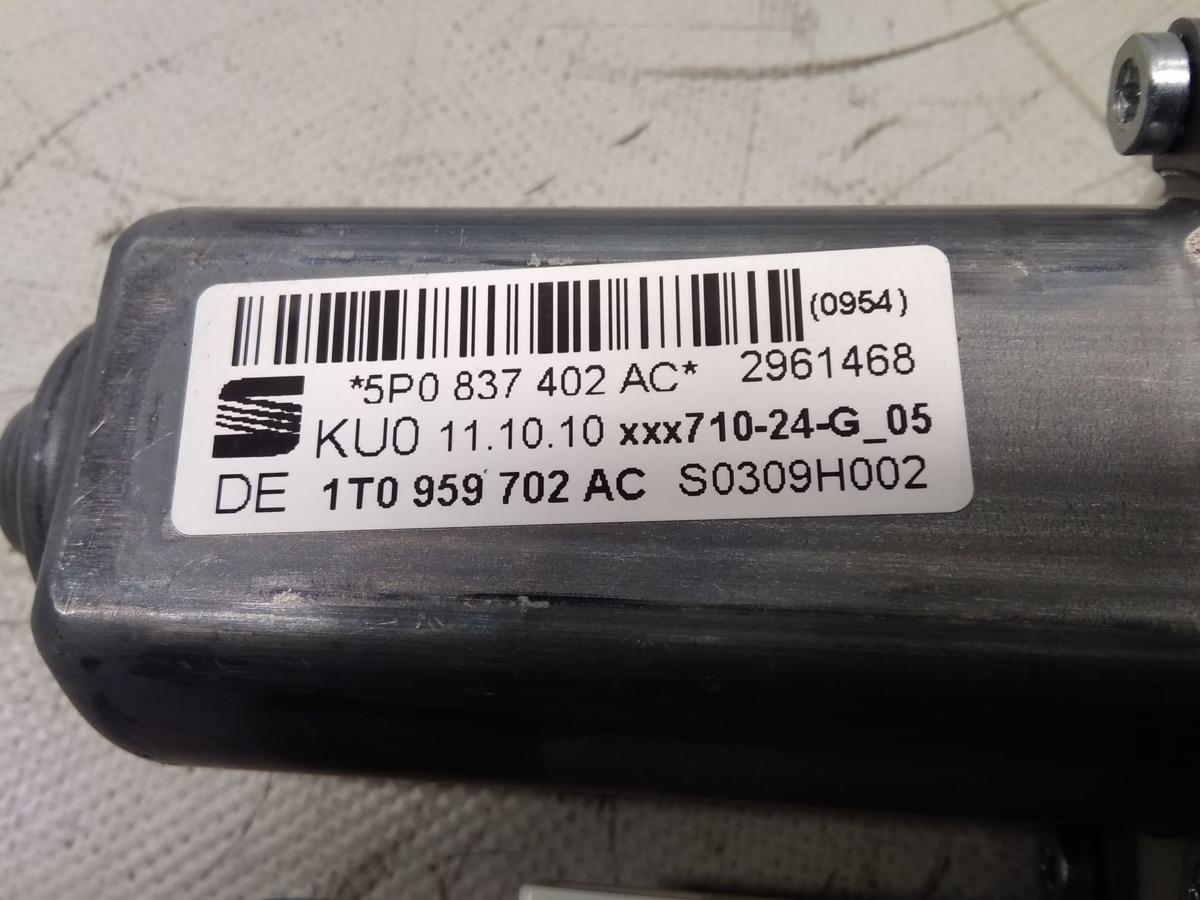 (0954)
*5P0 837 402 AC* 2961468
KU0 11.10.10 xxx710-24-G_05
DE 1T0 959 702 AC S0309H002